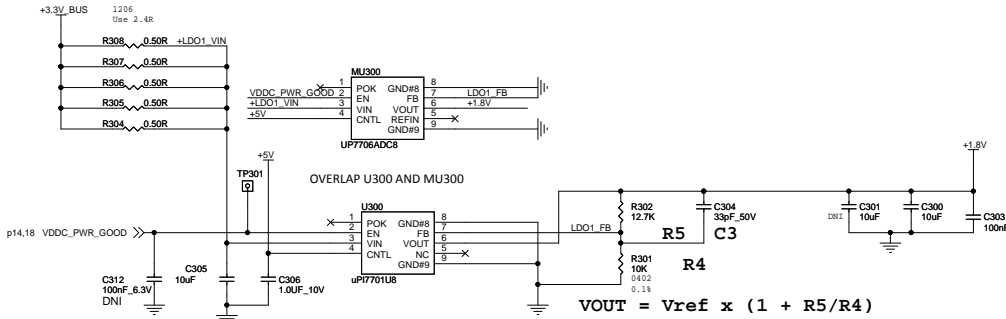 +3.3V_BUS
1206
Use 2.4R
R308 0.50R +LDO1_VIN
R307 0.50R
R306 0.50R
R305 0.50R
R304 0.50R
MU300
VDDC_PWR_GOOD 2 EN
+LDO1_VIN 3 VIN
+5V 4 CNTL
1 POK
GND#8 8
FB 7 LDO1_FB
VOUT 6 +1.8V
REFIN 5
GND#9 9
UP7706ADC8
+5V
TP301
OVERLAP U300 AND MU300
U300
1 POK
2 EN
3 VIN
4 CNTL
GND#8 8
FB 7 LDO1_FB
VOUT 6
NC 5
GND#9 9
uPI7701U8
p14,18 VDDC_PWR_GOOD
C312
100nF_6.3V
DNI
C305
10uF
C306
1.0UF_10V
R302
12.7K
R5
C304
33pF_50V
C3
R301
10K
0402
0.1%
R4
VOUT = Vref x (1 + R5/R4)
+1.8V
DNI
C301
10uF
C300
10uF
C303
100nF